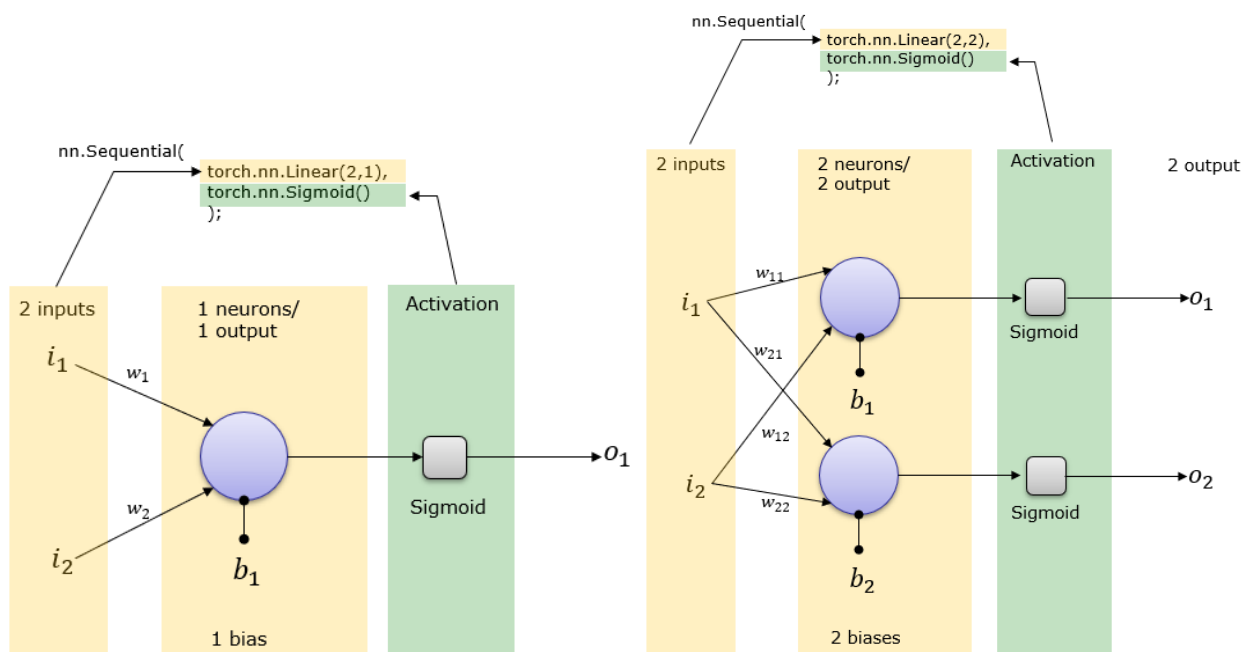 nn.Sequential(
torch.nn.Linear(2,1),
torch.nn.Sigmoid()
);
2 inputs
1 neurons/
1 output
Activation
i₁
w₁
w₂
i₂
b₁
Sigmoid
o₁
1 bias
nn.Sequential(
torch.nn.Linear(2,2),
torch.nn.Sigmoid()
);
2 inputs
2 neurons/
2 output
Activation
2 output
i₁
w₁₁
w₂₁
w₁₂
i₂
w₂₂
b₁
Sigmoid
o₁
b₂
Sigmoid
o₂
2 biases